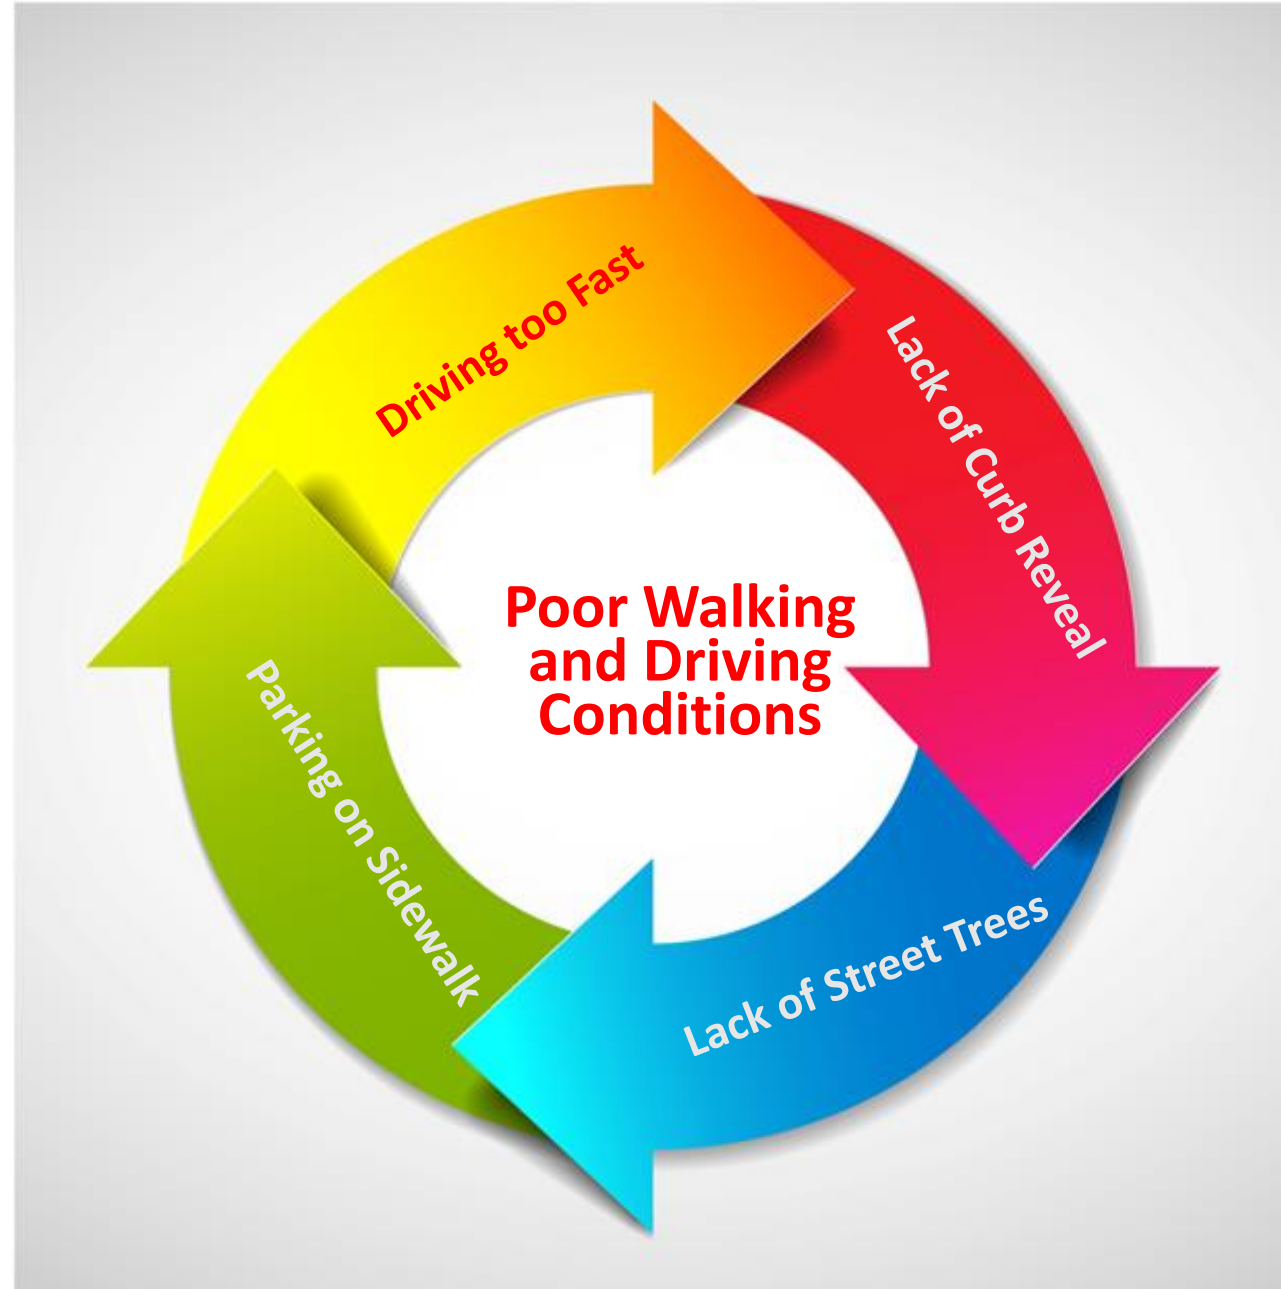 Driving too Fast
Lack of Curb Reveal
Poor Walking
and Driving
Conditions
Parking on Sidewalk
Lack of Street Trees